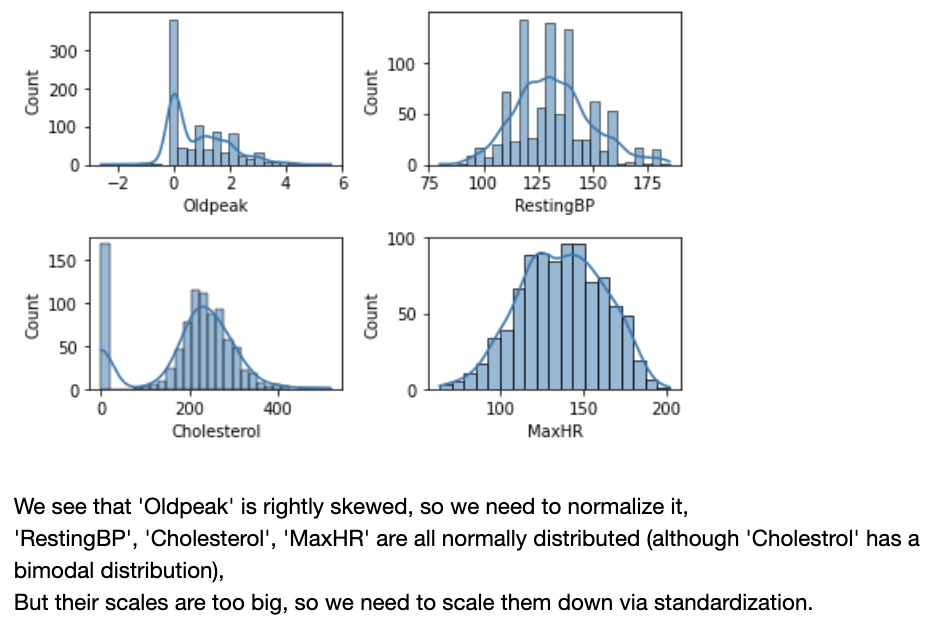 300
200
100
0
Count
−2 0 2 4 6
Oldpeak
100
50
0
Count
75 100 125 150 175
RestingBP
150
100
50
0
Count
0 200 400
Cholesterol
100
50
0
Count
100 150 200
MaxHR
We see that 'Oldpeak' is rightly skewed, so we need to normalize it,
'RestingBP', 'Cholesterol', 'MaxHR' are all normally distributed (although 'Cholestrol' has a
bimodal distribution),
But their scales are too big, so we need to scale them down via standardization.